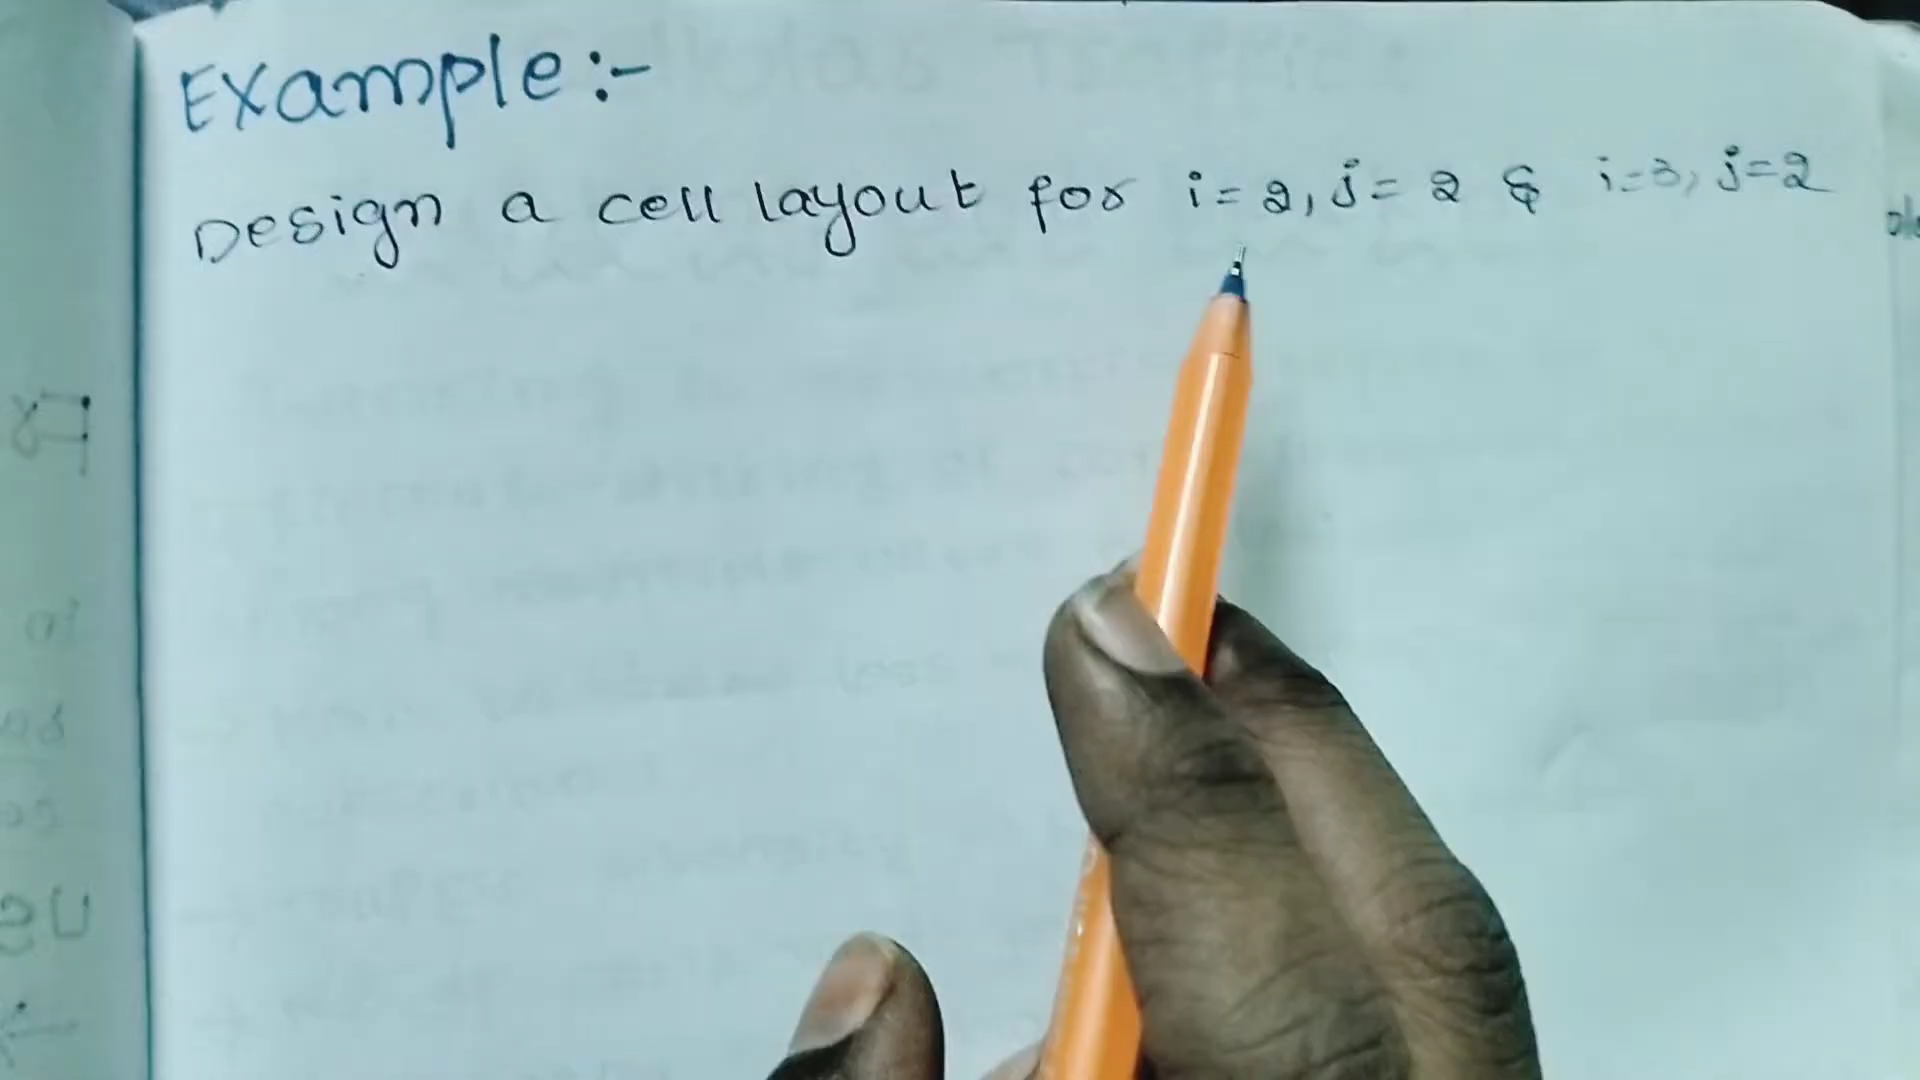 Example:-
Design a cell layout for i=2, j=2 & i=3, j=2